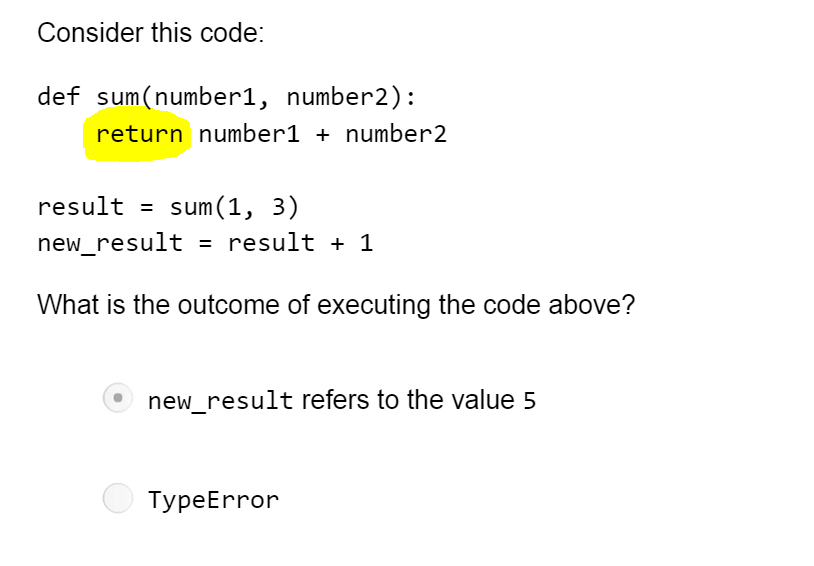 Consider this code:
def sum(number1, number2):
    return number1 + number2
result = sum(1, 3)
new_result = result + 1
What is the outcome of executing the code above?
new_result refers to the value 5
TypeError